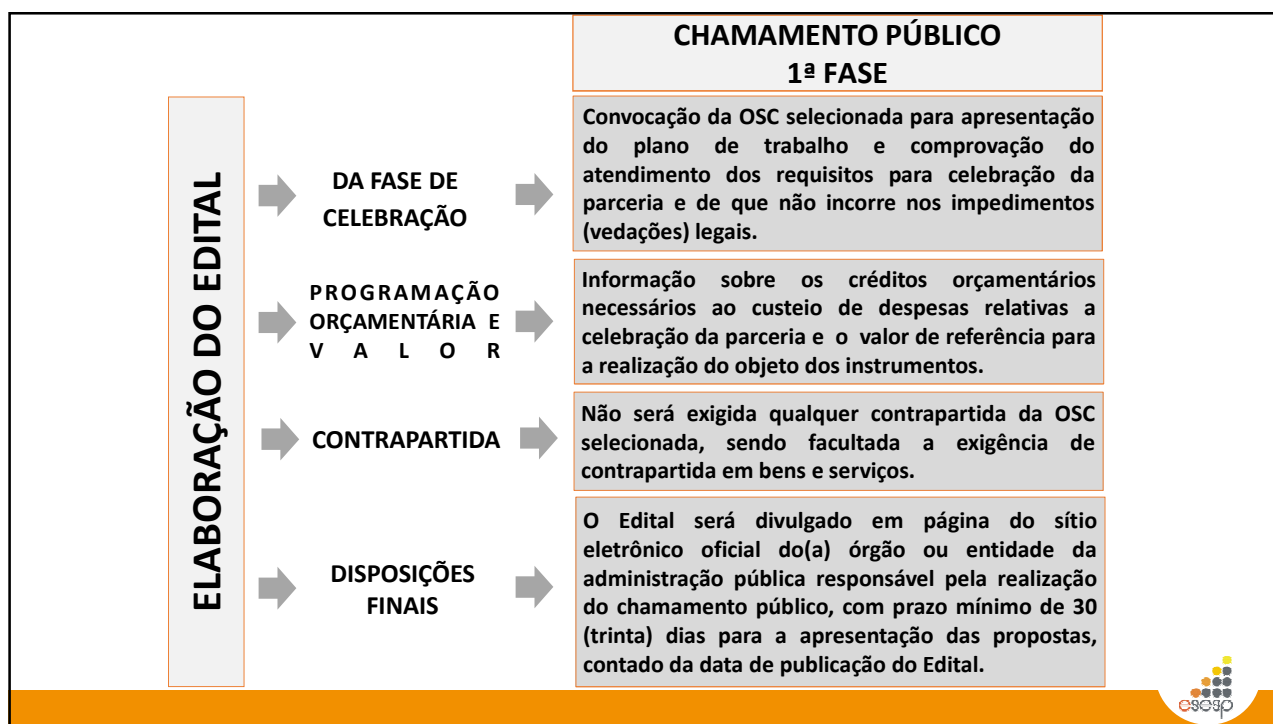 CHAMAMENTO PÚBLICO
1ª FASE
ELABORAÇÃO DO EDITAL
DA FASE DE
CELEBRAÇÃO
Convocação da OSC selecionada para apresentação
do plano de trabalho e comprovação do
atendimento dos requisitos para celebração da
parceria e de que não incorre nos impedimentos
(vedações) legais.
PROGRAMAÇÃO
ORÇAMENTÁRIA E
VALOR
Informação sobre os créditos orçamentários
necessários ao custeio de despesas relativas a
celebração da parceria e o valor de referência para
a realização do objeto dos instrumentos.
CONTRAPARTIDA
Não será exigida qualquer contrapartida da OSC
selecionada, sendo facultada a exigência de
contrapartida em bens e serviços.
DISPOSIÇÕES
FINAIS
O Edital será divulgado em página do sítio
eletrônico oficial do(a) órgão ou entidade da
administração pública responsável pela realização
do chamamento público, com prazo mínimo de 30
(trinta) dias para a apresentação das propostas,
contado da data de publicação do Edital.
esesp